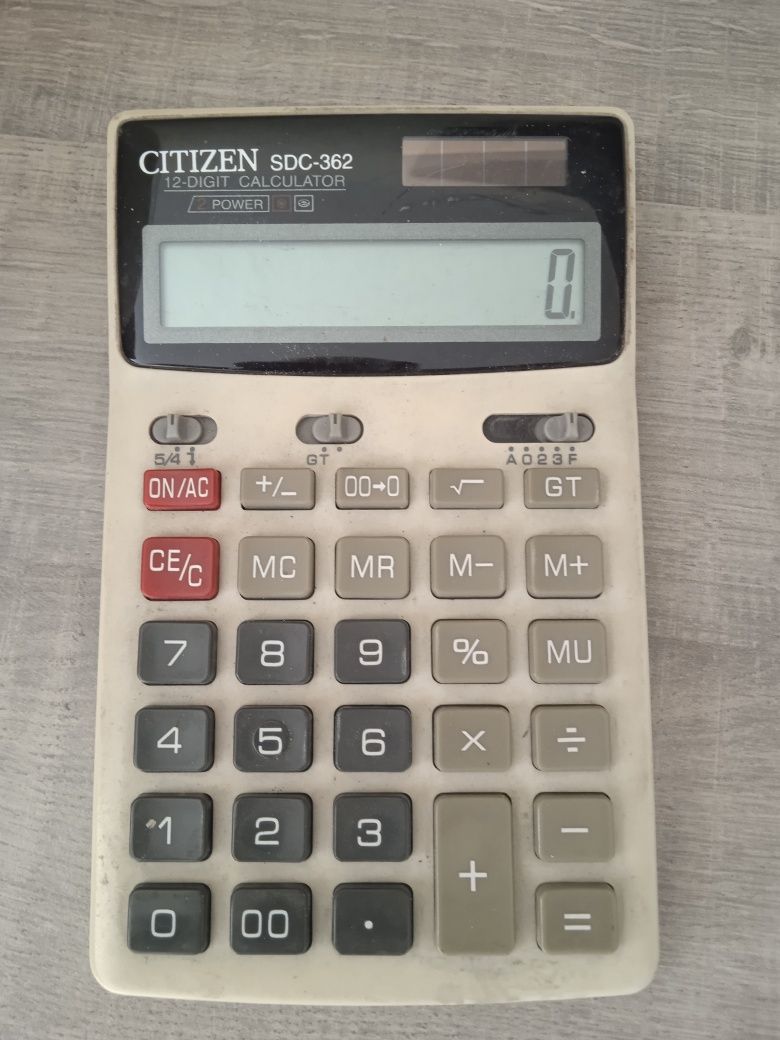 CITIZEN SDC-362
12-DIGIT CALCULATOR
2 POWER
0.
5/4 GT A 0 2 3 F
ON/AC +/− 00→0 √ GT
CE/C MC MR M− M+
7 8 9 % MU
4 5 6 × ÷
1 2 3 −
+
0 00 . =